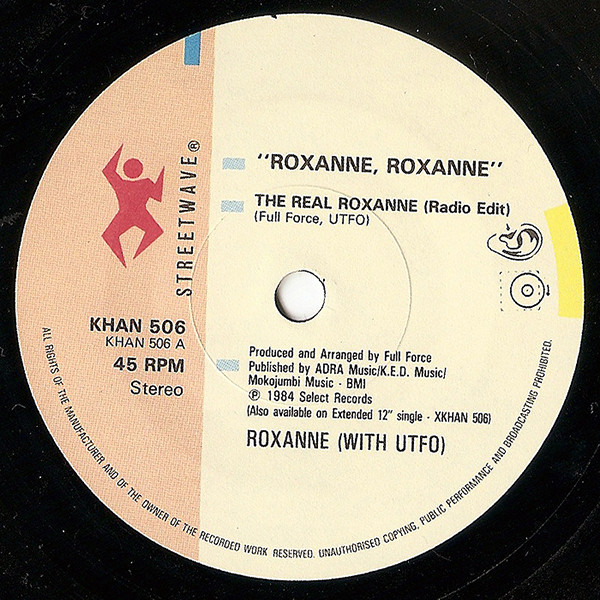 STREETWAVE®
"ROXANNE, ROXANNE"
THE REAL ROXANNE (Radio Edit)
(Full Force, UTFO)
KHAN 506
KHAN 506 A
45 RPM
Stereo
Produced and Arranged by Full Force
Published by ADRA Music/K.E.D. Music/
Mokojumbi Music - BMI
℗ 1984 Select Records
(Also available on Extended 12" single - XKHAN 506)
ROXANNE (WITH UTFO)
ALL RIGHTS OF THE MANUFACTURER AND OF THE OWNER OF THE RECORDED WORK RESERVED. UNAUTHORISED COPYING, PUBLIC PERFORMANCE AND BROADCASTING PROHIBITED.